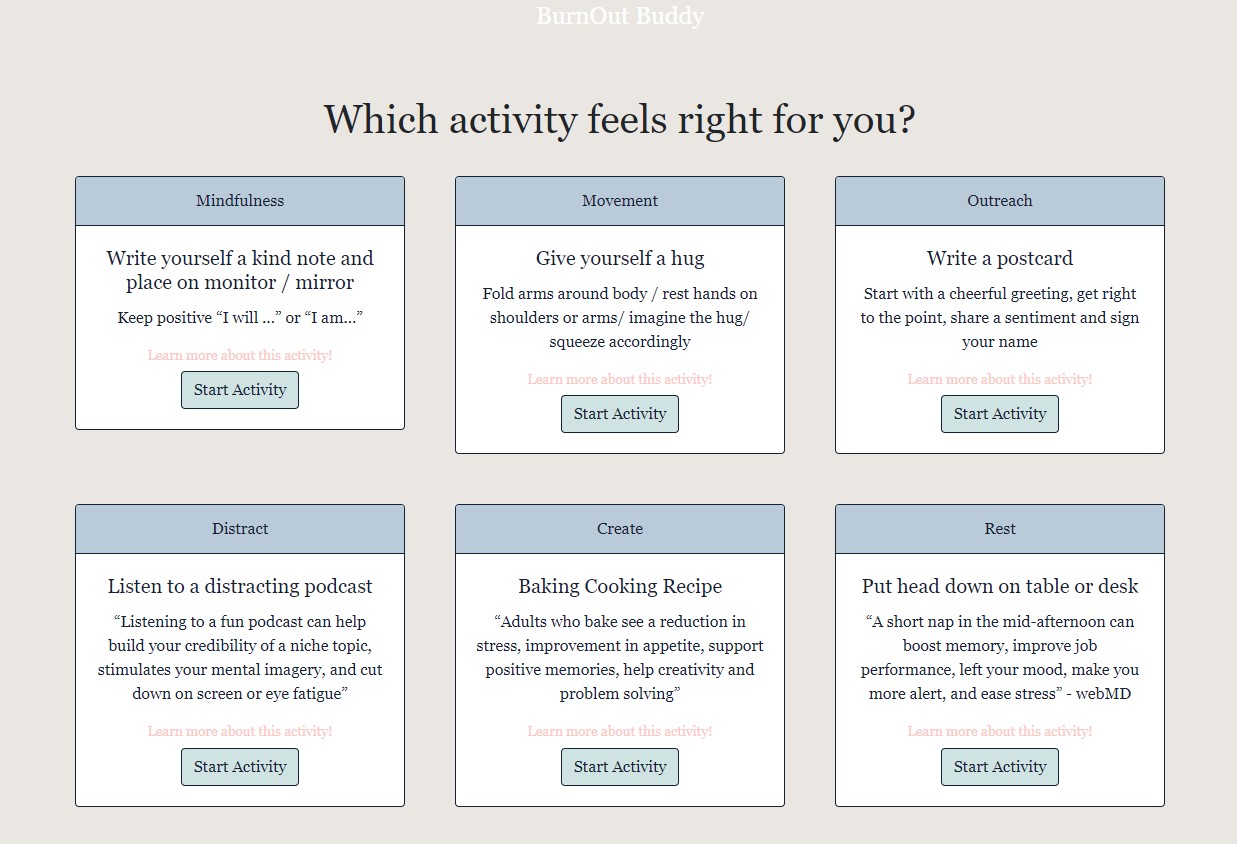 BurnOut Buddy
Which activity feels right for you?
Mindfulness
Write yourself a kind note and
place on monitor / mirror
Keep positive “I will ...” or “I am...”
Learn more about this activity!
Start Activity
Movement
Give yourself a hug
Fold arms around body / rest hands on
shoulders or arms/ imagine the hug/
squeeze accordingly
Learn more about this activity!
Start Activity
Outreach
Write a postcard
Start with a cheerful greeting, get right
to the point, share a sentiment and sign
your name
Learn more about this activity!
Start Activity
Distract
Listen to a distracting podcast
“Listening to a fun podcast can help
build your credibility of a niche topic,
stimulates your mental imagery, and cut
down on screen or eye fatigue”
Learn more about this activity!
Start Activity
Create
Baking Cooking Recipe
“Adults who bake see a reduction in
stress, improvement in appetite, support
positive memories, help creativity and
problem solving”
Learn more about this activity!
Start Activity
Rest
Put head down on table or desk
“A short nap in the mid-afternoon can
boost memory, improve job
performance, left your mood, make you
more alert, and ease stress” - webMD
Learn more about this activity!
Start Activity